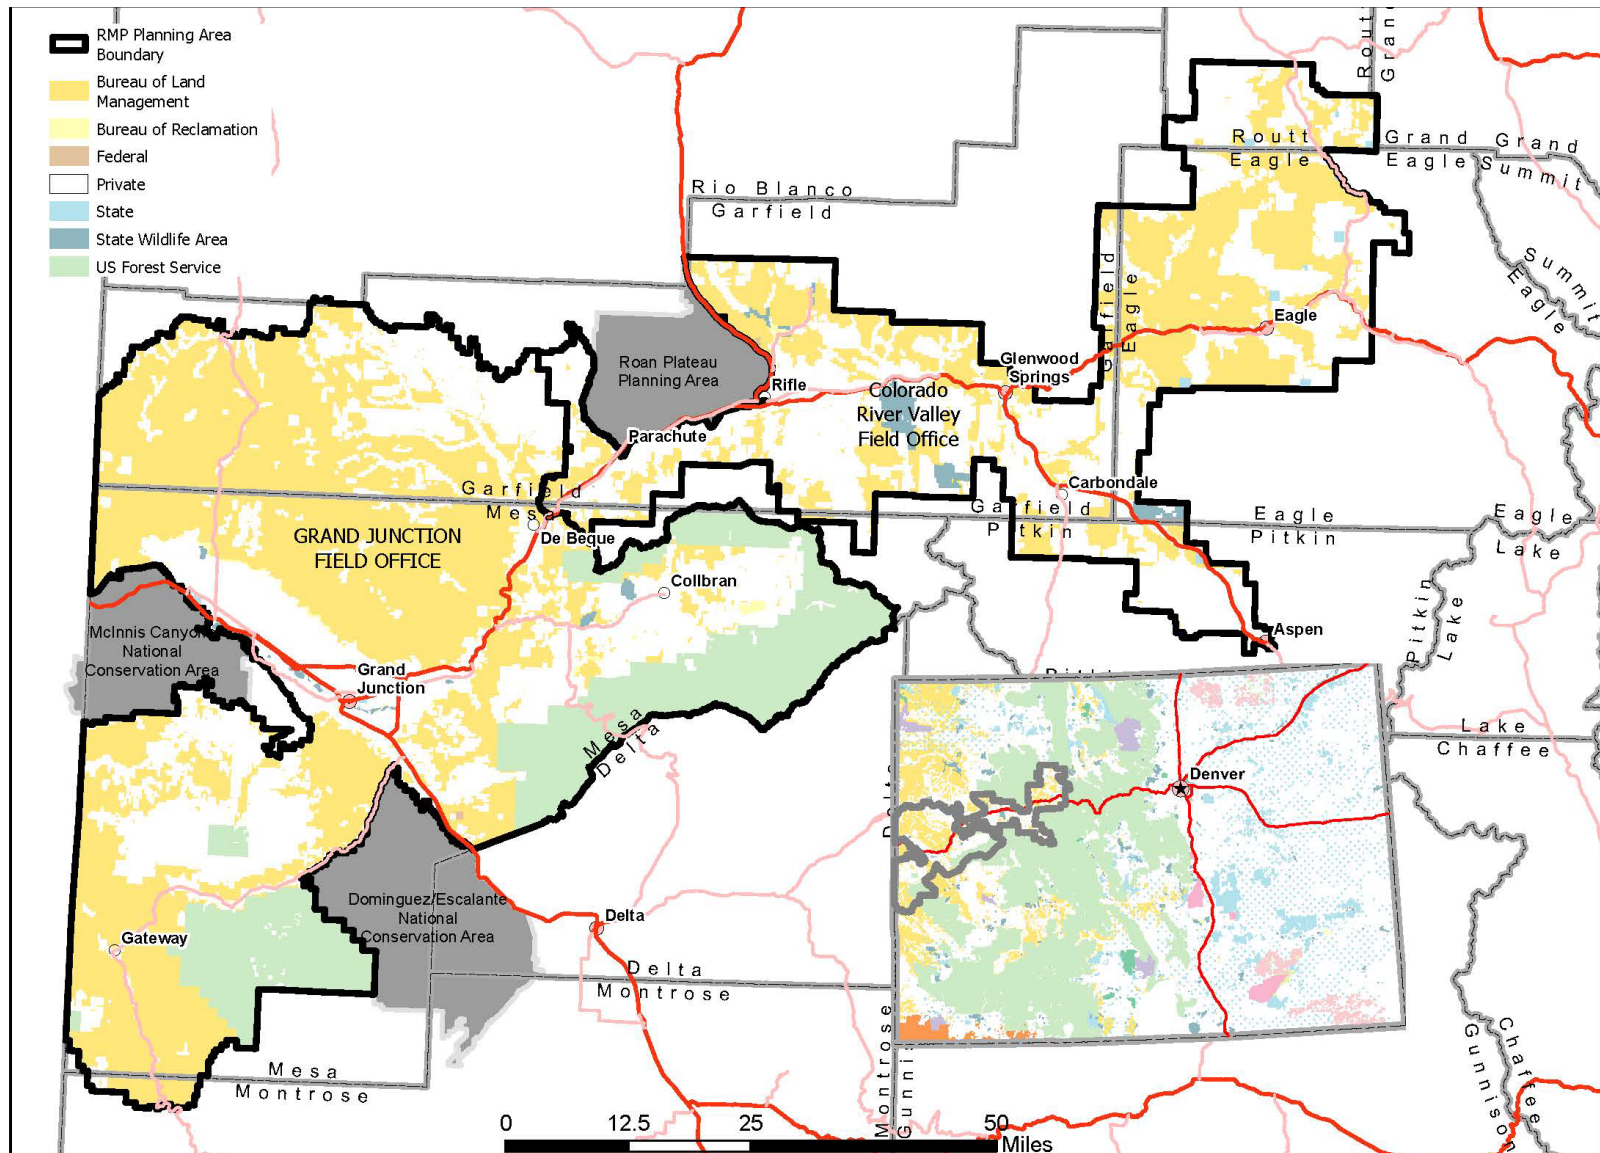 RMP Planning Area
Boundary
Bureau of Land
Management
Bureau of Reclamation
Federal
Private
State
State Wildlife Area
US Forest Service
Routt
Grand
Routt
Eagle
Grand
Eagle
Grand
Summit
Summit
Eagle
Rio Blanco
Garfield
Garfield
Eagle
Eagle
Glenwood
Springs
Roan Plateau
Planning Area
Rifle
Colorado
River Valley
Field Office
Parachute
Carbondale
Garfield
Mesa
Garfield
Pitkin
Eagle
Pitkin
Eagle
Lake
GRAND JUNCTION
FIELD OFFICE
De Beque
Collbran
Pitkin
Lake
Aspen
McInnis Canyon
National
Conservation Area
Grand
Junction
Mesa
Delta
Lake
Chaffee
Denver
Dominguez/Escalante
National
Conservation Area
Delta
Gateway
Delta
Montrose
Mesa
Montrose
Montrose
Gunni
Chaffee
Gunnison
0 12.5 25 50
Miles